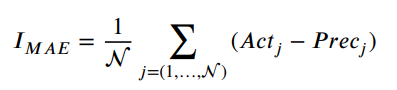 I_{MAE} = \frac{1}{\mathcal{N}} \sum_{j=(1,\ldots,\mathcal{N})} (Act_j - Prec_j)